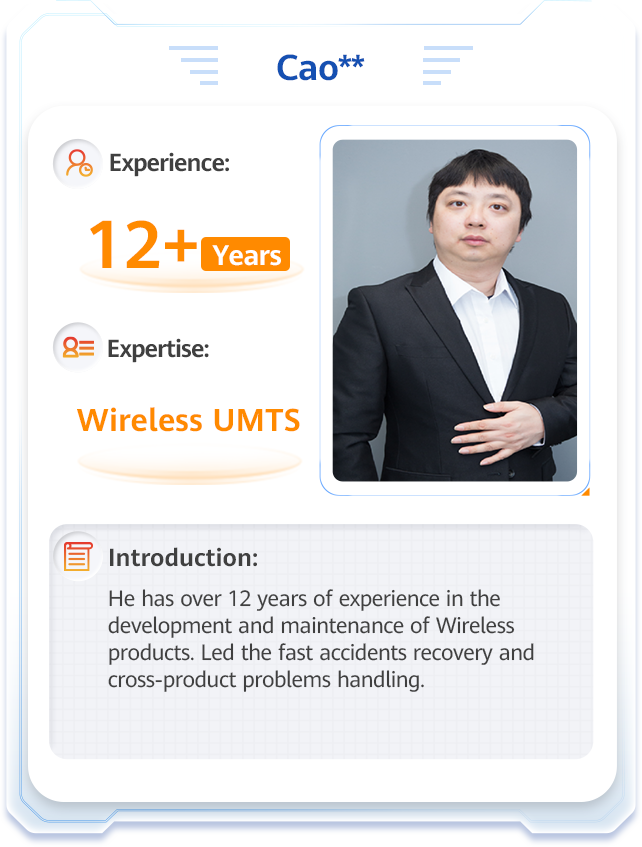 Cao**
Experience:
12+ Years
Expertise:
Wireless UMTS
Introduction:
He has over 12 years of experience in the
development and maintenance of Wireless
products. Led the fast accidents recovery and
cross-product problems handling.